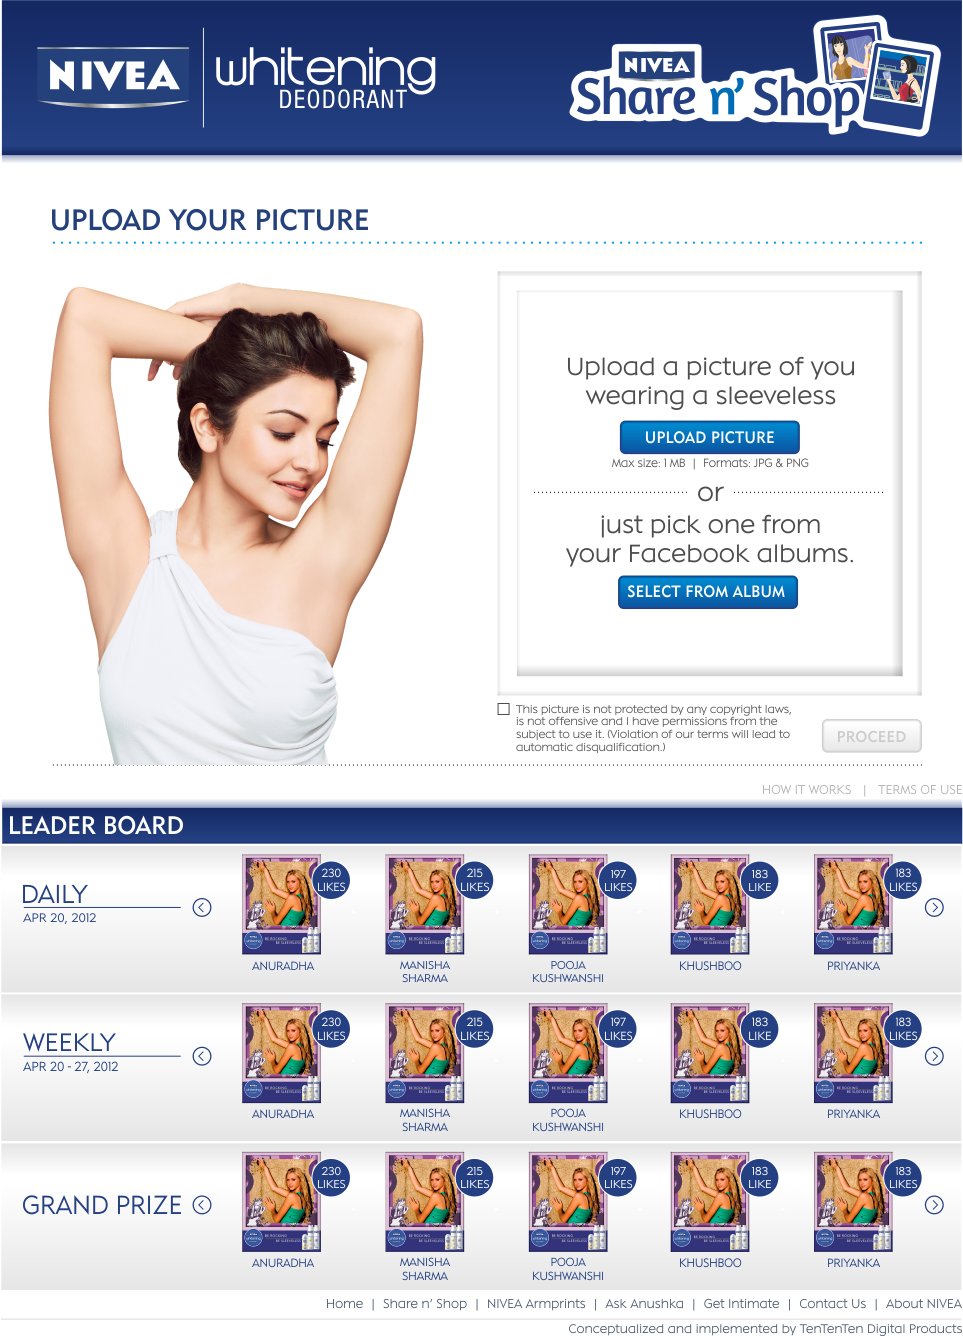 NIVEA
whitening
DEODORANT
NIVEA
Share n' Shop
UPLOAD YOUR PICTURE
Upload a picture of you
wearing a sleeveless
UPLOAD PICTURE
Max size: 1 MB | Formats: JPG & PNG
or
just pick one from
your Facebook albums.
SELECT FROM ALBUM
This picture is not protected by any copyright laws,
is not offensive and I have permissions from the
subject to use it. (Violation of our terms will lead to
automatic disqualification.)
PROCEED
HOW IT WORKS | TERMS OF USE
LEADER BOARD
DAILY
APR 20, 2012
230 LIKES
215 LIKES
197 LIKES
183 LIKE
183 LIKES
ANURADHA
MANISHA SHARMA
POOJA KUSHWANSHI
KHUSHBOO
PRIYANKA
WEEKLY
APR 20 - 27, 2012
230 LIKES
215 LIKES
197 LIKES
183 LIKE
183 LIKES
ANURADHA
MANISHA SHARMA
POOJA KUSHWANSHI
KHUSHBOO
PRIYANKA
GRAND PRIZE
230 LIKES
215 LIKES
197 LIKES
183 LIKE
183 LIKES
ANURADHA
MANISHA SHARMA
POOJA KUSHWANSHI
KHUSHBOO
PRIYANKA
Home | Share n' Shop | NIVEA Armprints | Ask Anushka | Get Intimate | Contact Us | About NIVEA
Conceptualized and implemented by TenTenTen Digital Products